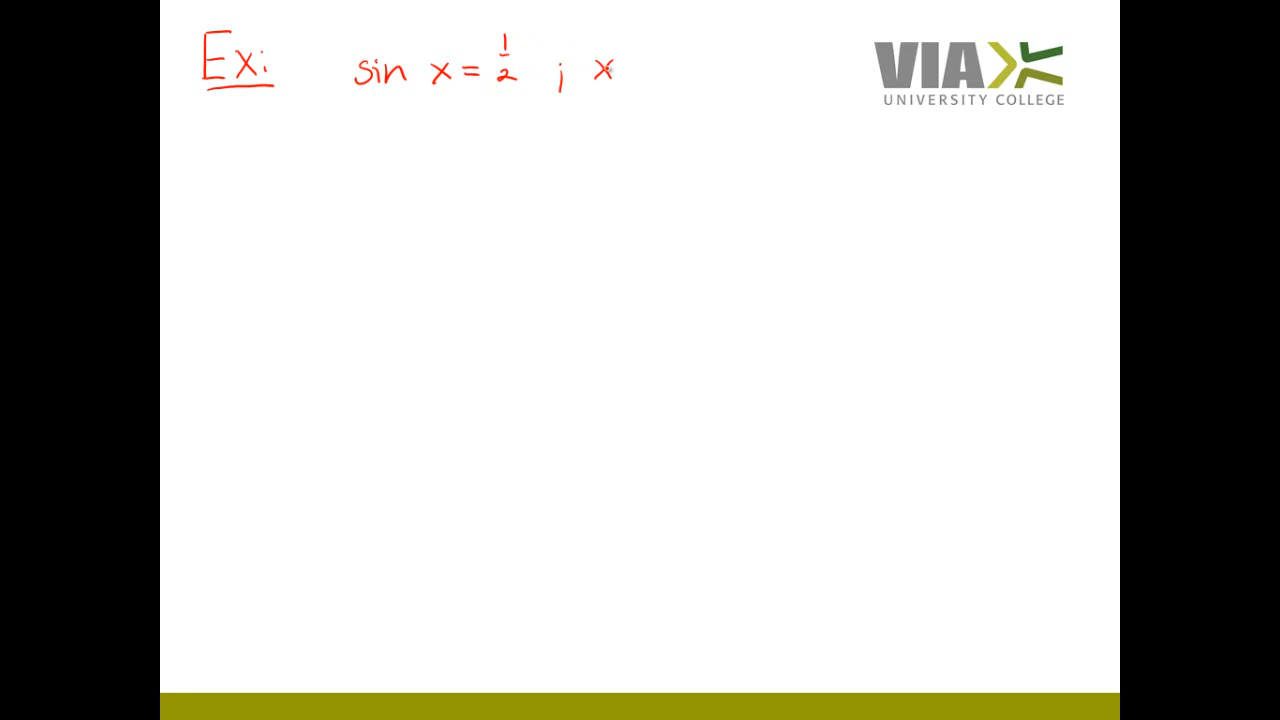 Ex: sin x = 1/2 ; x
VIA
UNIVERSITY COLLEGE